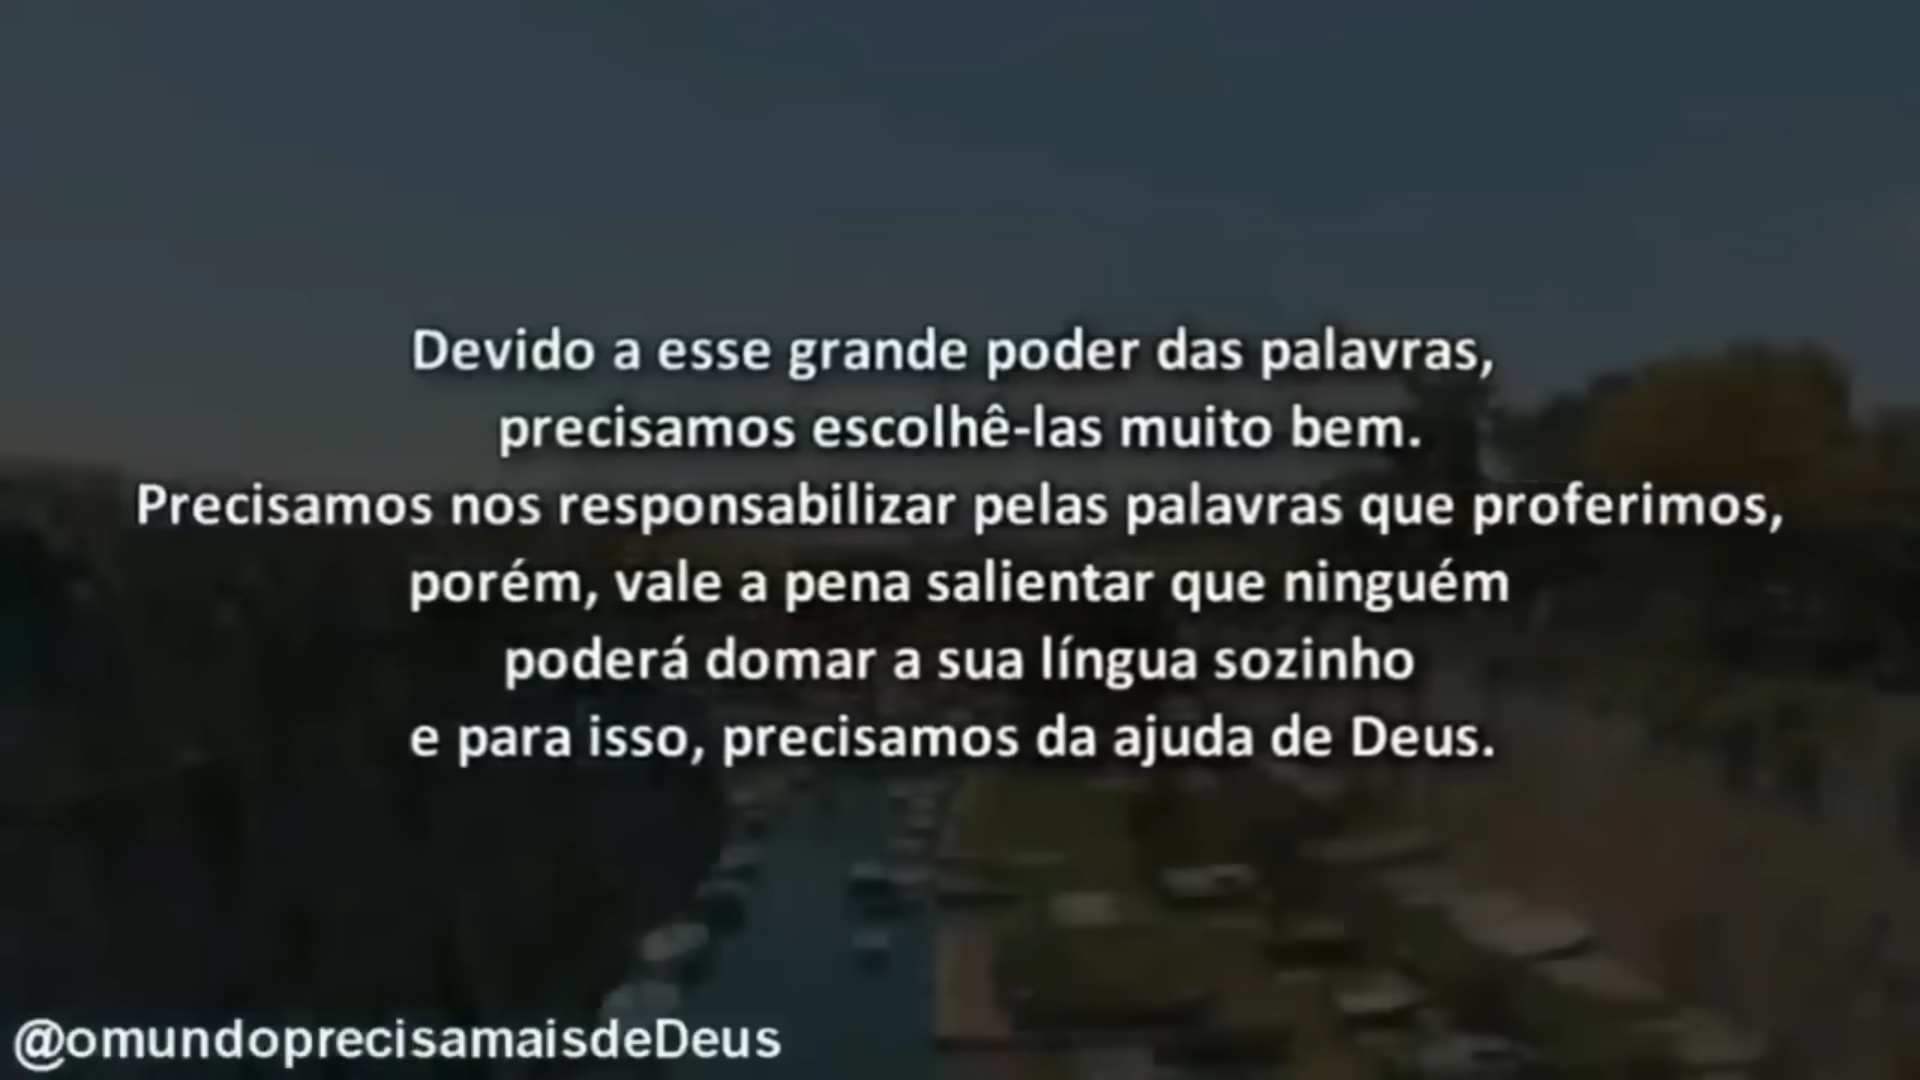 Devido a esse grande poder das palavras,
precisamos escolhê-las muito bem.
Precisamos nos responsabilizar pelas palavras que proferimos,
porém, vale a pena salientar que ninguém
poderá domar a sua língua sozinho
e para isso, precisamos da ajuda de Deus.
@omundoprecisamaisdeDeus